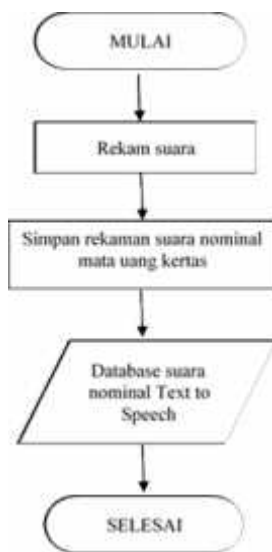 MULAI
Rekam suara
Simpan rekaman suara nominal
mata uang kertas
Database suara
nominal Text to
Speech
SELESAI